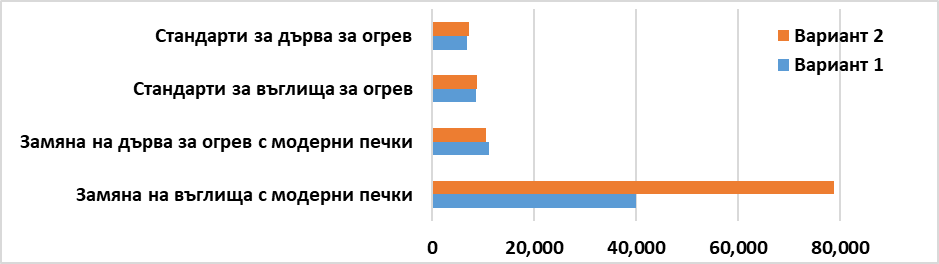 Стандарти за дърва за огрев
Стандарти за въглища за огрев
Замяна на дърва за огрев с модерни печки
Замяна на въглища с модерни печки
Вариант 2
Вариант 1
0 20,000 40,000 60,000 80,000